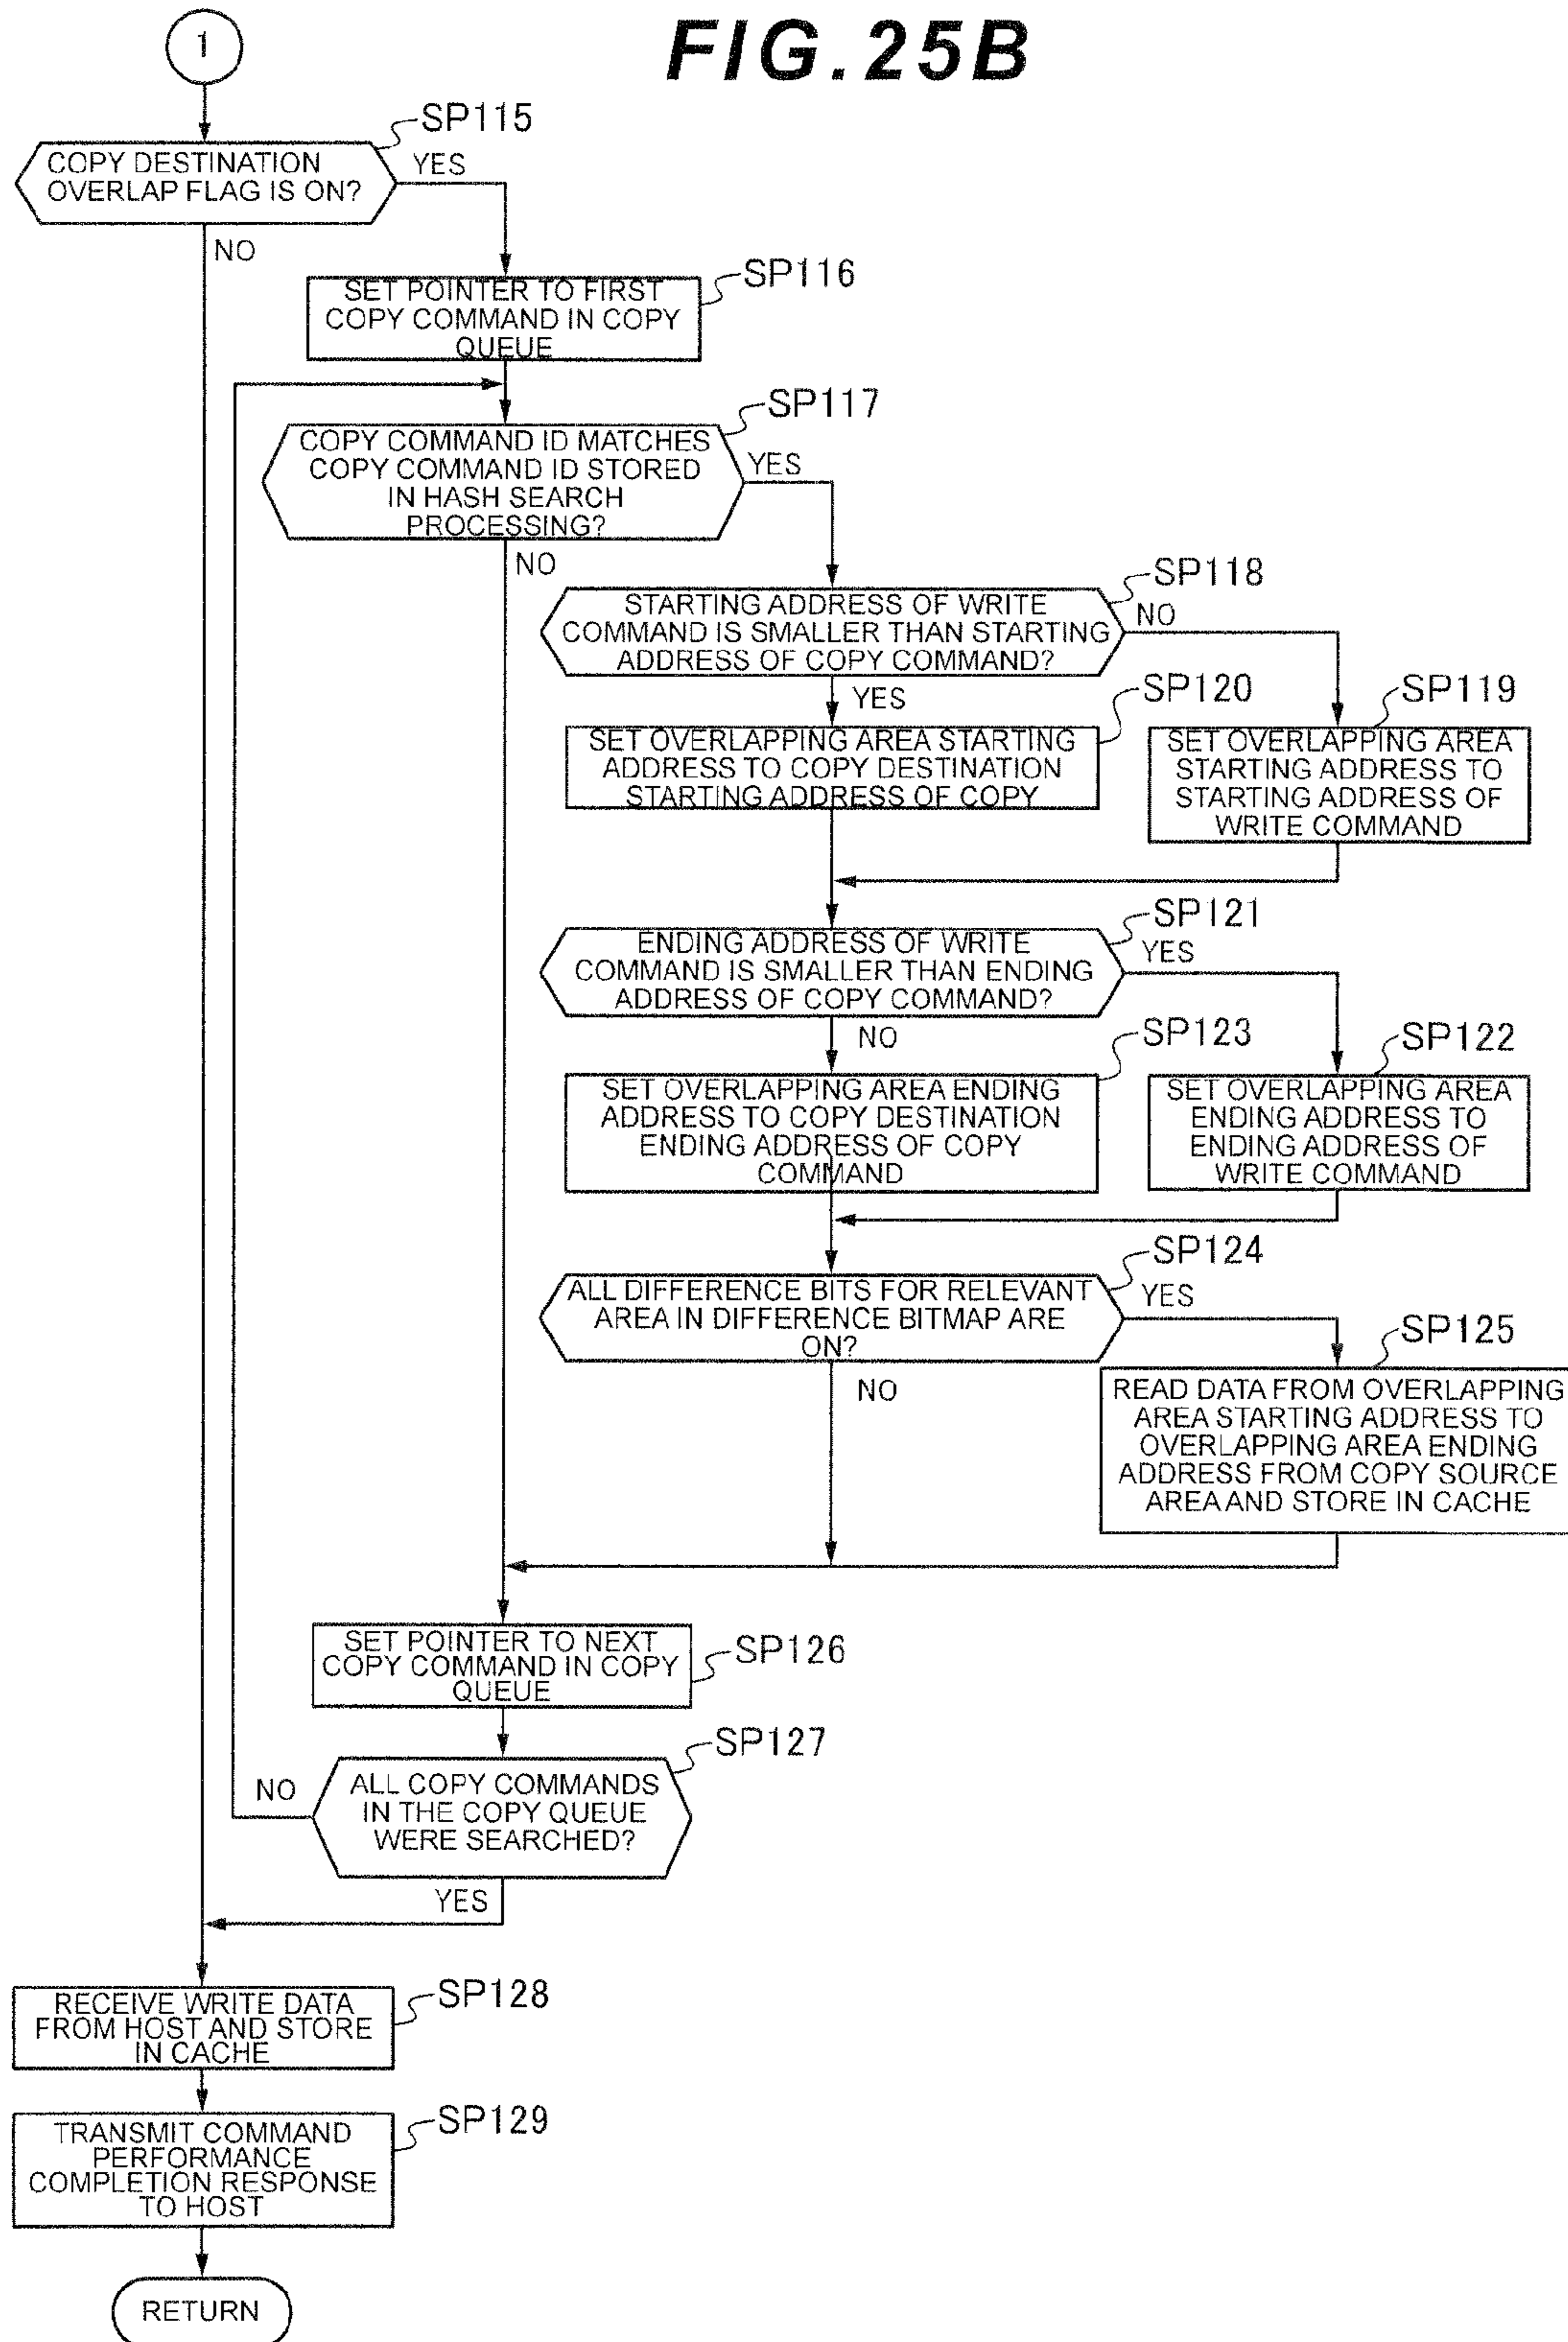 FIG.25B
1
SP115
COPY DESTINATION
OVERLAP FLAG IS ON?
YES
NO
SP116
SET POINTER TO FIRST
COPY COMMAND IN COPY
QUEUE
SP117
COPY COMMAND ID MATCHES
COPY COMMAND ID STORED
IN HASH SEARCH
PROCESSING?
YES
NO
SP118
STARTING ADDRESS OF WRITE
COMMAND IS SMALLER THAN STARTING
ADDRESS OF COPY COMMAND?
NO
YES
SP120
SET OVERLAPPING AREA STARTING
ADDRESS TO COPY DESTINATION
STARTING ADDRESS OF COPY
SP119
SET OVERLAPPING AREA
STARTING ADDRESS TO
STARTING ADDRESS OF
WRITE COMMAND
SP121
ENDING ADDRESS OF WRITE
COMMAND IS SMALLER THAN ENDING
ADDRESS OF COPY COMMAND?
YES
NO
SP123
SET OVERLAPPING AREA ENDING
ADDRESS TO COPY DESTINATION
ENDING ADDRESS OF COPY
COMMAND
SP122
SET OVERLAPPING AREA
ENDING ADDRESS TO
ENDING ADDRESS OF
WRITE COMMAND
SP124
ALL DIFFERENCE BITS FOR RELEVANT
AREA IN DIFFERENCE BITMAP ARE
ON?
YES
NO
SP125
READ DATA FROM OVERLAPPING
AREA STARTING ADDRESS TO
OVERLAPPING AREA ENDING
ADDRESS FROM COPY SOURCE
AREA AND STORE IN CACHE
SP126
SET POINTER TO NEXT
COPY COMMAND IN COPY
QUEUE
SP127
ALL COPY COMMANDS
IN THE COPY QUEUE
WERE SEARCHED?
NO
YES
SP128
RECEIVE WRITE DATA
FROM HOST AND STORE
IN CACHE
SP129
TRANSMIT COMMAND
PERFORMANCE
COMPLETION RESPONSE
TO HOST
RETURN